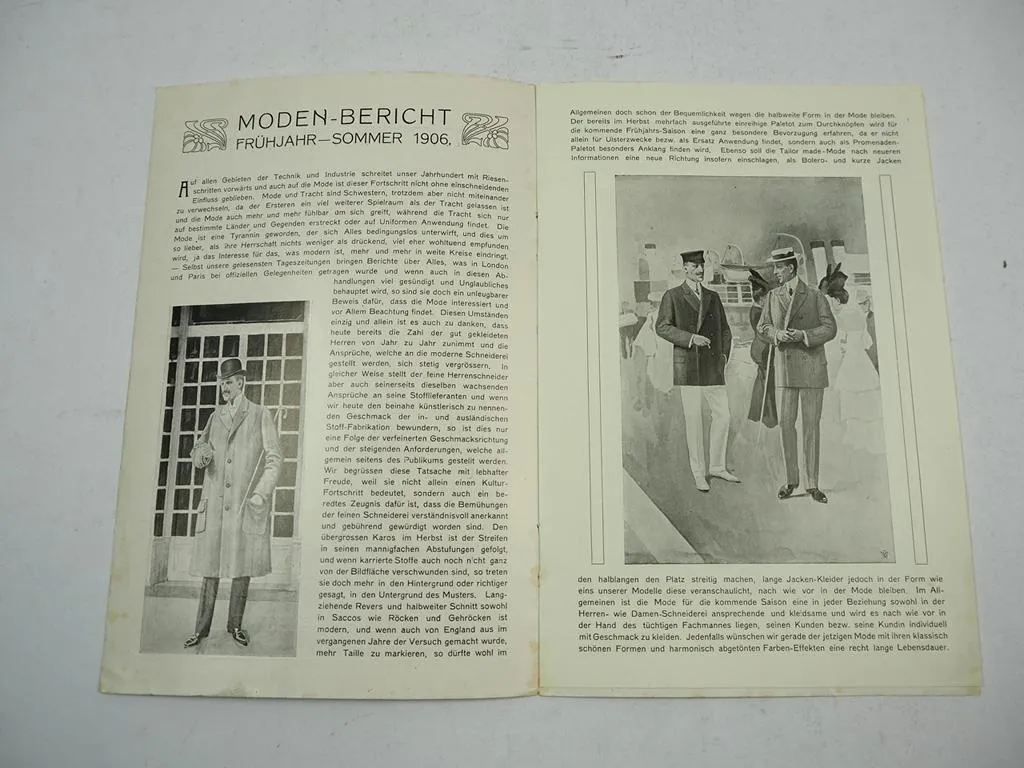 MODEN-BERICHT
FRÜHJAHR—SOMMER 1906.
Auf allen Gebieten der Technik und Industrie schreitet unser Jahrhundert mit Riesen-
schritten vorwärts und auch auf die Mode ist dieser Fortschritt nicht ohne einschneidenden
Einfluss geblieben. Mode und Tracht sind Schwestern, trotzdem aber nicht miteinander
zu verwechseln, da der Ersteren ein viel weiterer Spielraum als der Tracht gelassen ist
und die Mode auch mehr und mehr fühlbar um sich greift, während die Tracht sich nur
auf bestimmte Länder und Gegenden erstreckt oder auf Uniformen Anwendung findet. Die
Mode ist eine Tyrannin geworden, der sich Alles bedingungslos unterwirft, und dies um
so lieber, als ihre Herrschaft nichts weniger als drückend, viel eher wohltuend empfunden
wird, ja das Interesse für das, was modern ist, mehr und mehr in weite Kreise eindringt.
— Selbst unsere gelesensten Tageszeitungen bringen Berichte über Alles, was in London
und Paris bei offiziellen Gelegenheiten getragen wurde und wenn auch in diesen Ab-
handlungen viel gesündigt und Unglaubliches
behauptet wird, so sind sie doch ein unleugbarer
Beweis dafür, dass die Mode interessiert und
vor Allem Beachtung findet. Diesen Umständen
einzig und allein ist es auch zu danken, dass
heute bereits die Zahl der gut gekleideten
Herren von Jahr zu Jahr zunimmt und die
Ansprüche, welche an die moderne Schneiderei
gestellt werden, sich stetig vergrössern. In
gleicher Weise stellt der feine Herrenschneider
aber auch seinerseits dieselben wachsenden
Ansprüche an seine Stofflieferanten und wenn
wir heute den beinahe künstlerisch zu nennen-
den Geschmack der in- und ausländischen
Stoff-Fabrikation bewundern, so ist dies nur
eine Folge der verfeinerten Geschmacksrichtung
und der steigenden Anforderungen, welche all-
gemein seitens des Publikums gestellt werden.
Wir begrüssen diese Tatsache mit lebhafter
Freude, weil sie nicht allein einen Kultur-
Fortschritt bedeutet, sondern auch ein be-
redtes Zeugnis dafür ist, dass die Bemühungen
der feinen Schneiderei verständnisvoll anerkannt
und gebührend gewürdigt worden sind. Den
übergrossen Karos im Herbst ist der Streifen
in seinen mannigfachen Abstufungen gefolgt,
und wenn karrierte Stoffe auch noch nicht ganz
von der Bildfläche verschwunden sind, so treten
sie doch mehr in den Hintergrund oder richtiger
gesagt, in den Untergrund des Musters. Lang-
ziehende Revers und halbweiter Schnitt sowohl
in Saccos wie Röcken und Gehröcken ist
modern, und wenn auch von England aus im
vergangenen Jahre der Versuch gemacht wurde,
mehr Taille zu markieren, so dürfte wohl im
Allgemeinen doch schon der Bequemlichkeit wegen die halbweite Form in der Mode bleiben.
Der bereits im Herbst mehrfach ausgeführte einreihige Paletot zum Durchknöpfen wird für
die kommende Frühjahrs-Saison eine ganz besondere Bevorzugung erfahren, da er nicht
allein für Ulsterzwecke bezw. als Ersatz Anwendung findet, sondern auch als Promenaden-
Paletot besonders Anklang finden wird. Ebenso soll die Tailor made-Mode nach neueren
Informationen eine neue Richtung insofern einschlagen, als Bolero- und kurze Jacken
den halblangen den Platz streitig machen, lange Jacken-Kleider jedoch in der Form wie
eins unserer Modelle diese veranschaulicht, nach wie vor in der Mode bleiben. Im All-
gemeinen ist die Mode für die kommende Saison eine in jeder Beziehung sowohl in der
Herren- wie Damen-Schneiderei ansprechende und kleidsame und wird es nach wie vor in
der Hand des tüchtigen Fachmannes liegen, seinen Kunden bezw. seine Kundin individuell
mit Geschmack zu kleiden. Jedenfalls wünschen wir gerade der jetzigen Mode mit ihren klassisch
schönen Formen und harmonisch abgetönten Farben-Effekten eine recht lange Lebensdauer.